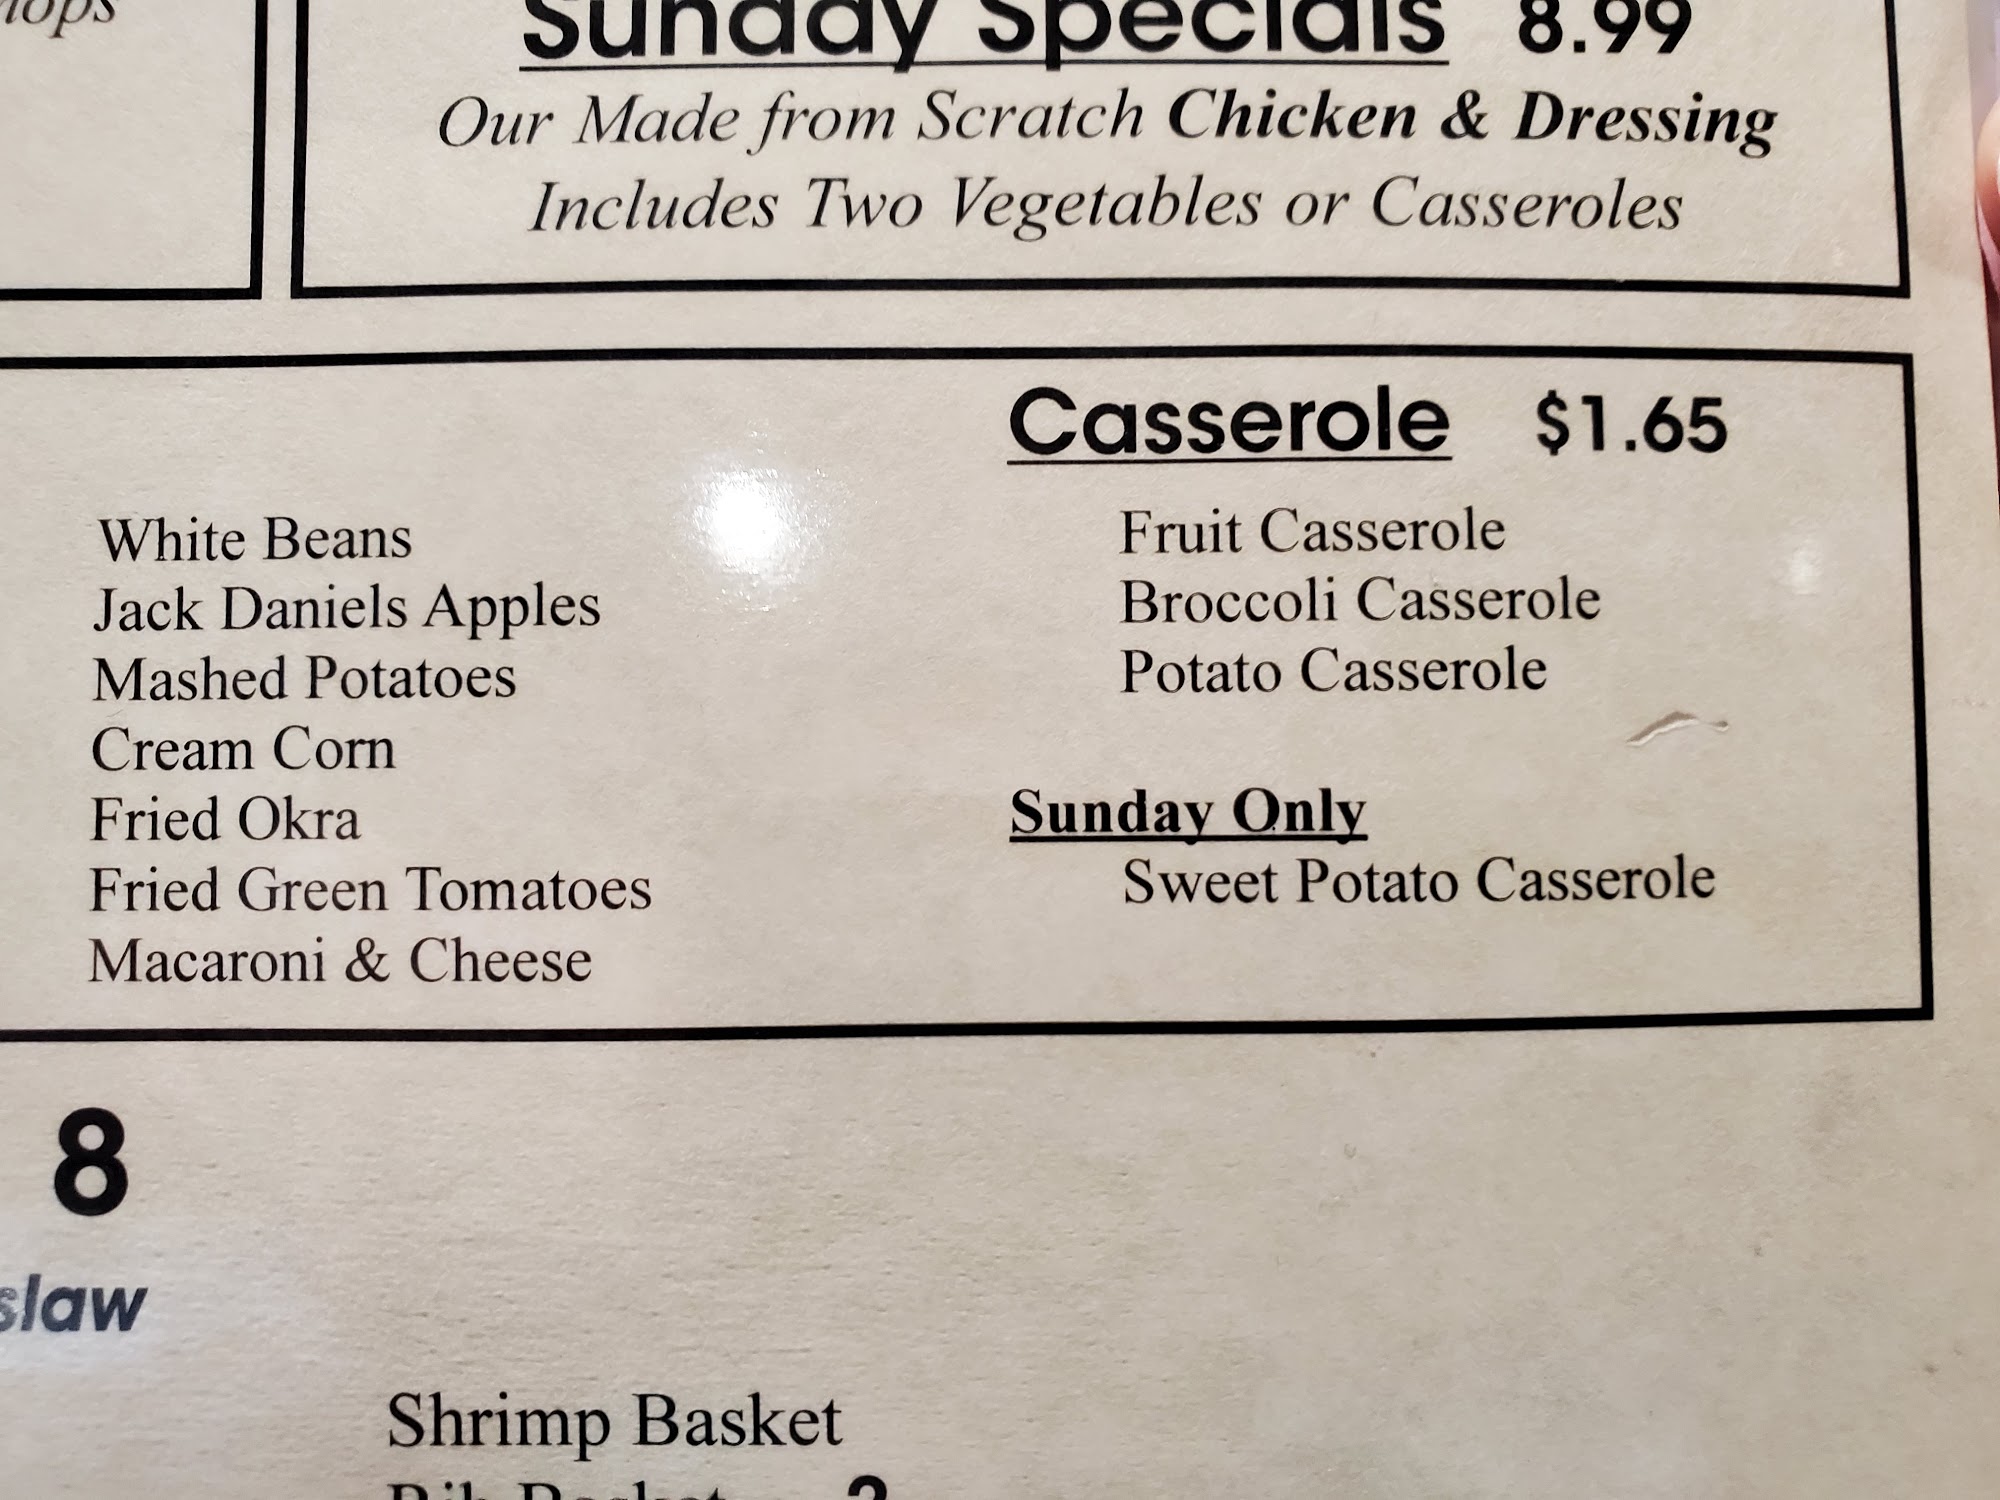 Sunday Specials 8.99
Our Made from Scratch Chicken & Dressing
Includes Two Vegetables or Casseroles
Casserole $1.65
White Beans
Jack Daniels Apples
Mashed Potatoes
Cream Corn
Fried Okra
Fried Green Tomatoes
Macaroni & Cheese
Fruit Casserole
Broccoli Casserole
Potato Casserole
Sunday Only
Sweet Potato Casserole
8
slaw
Shrimp Basket
Rib Basket